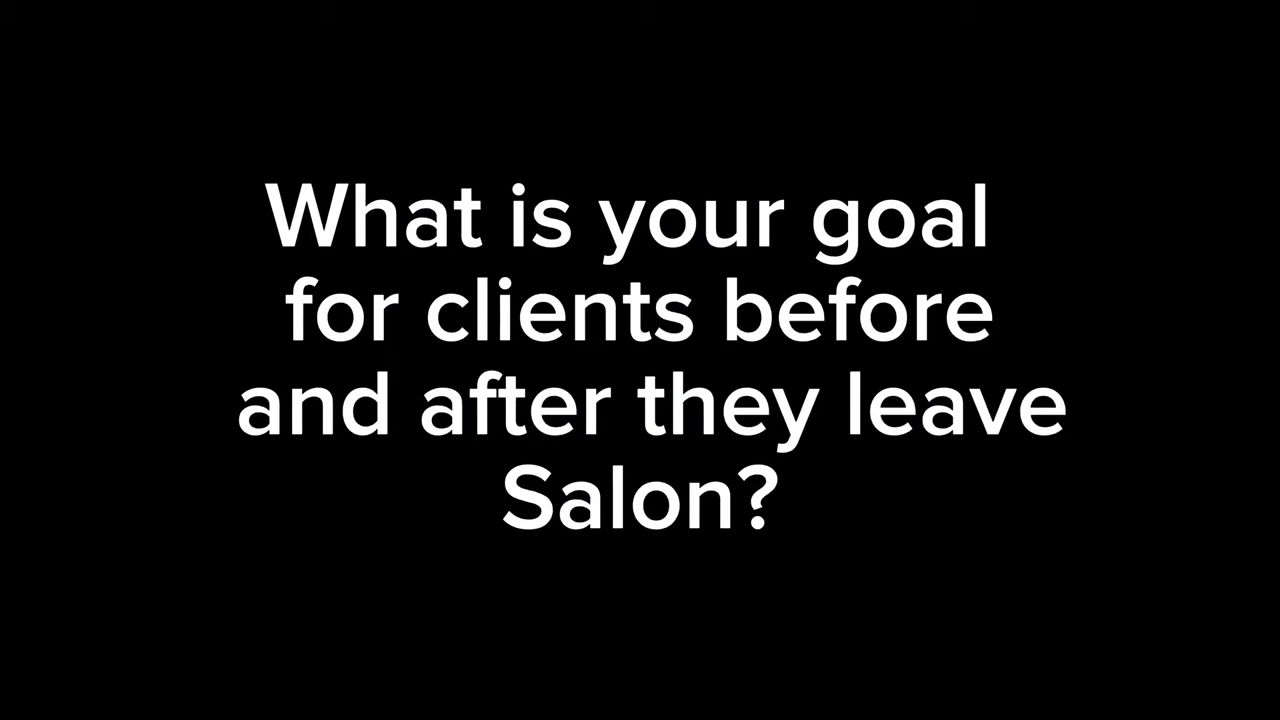 What is your goal
for clients before
and after they leave
Salon?